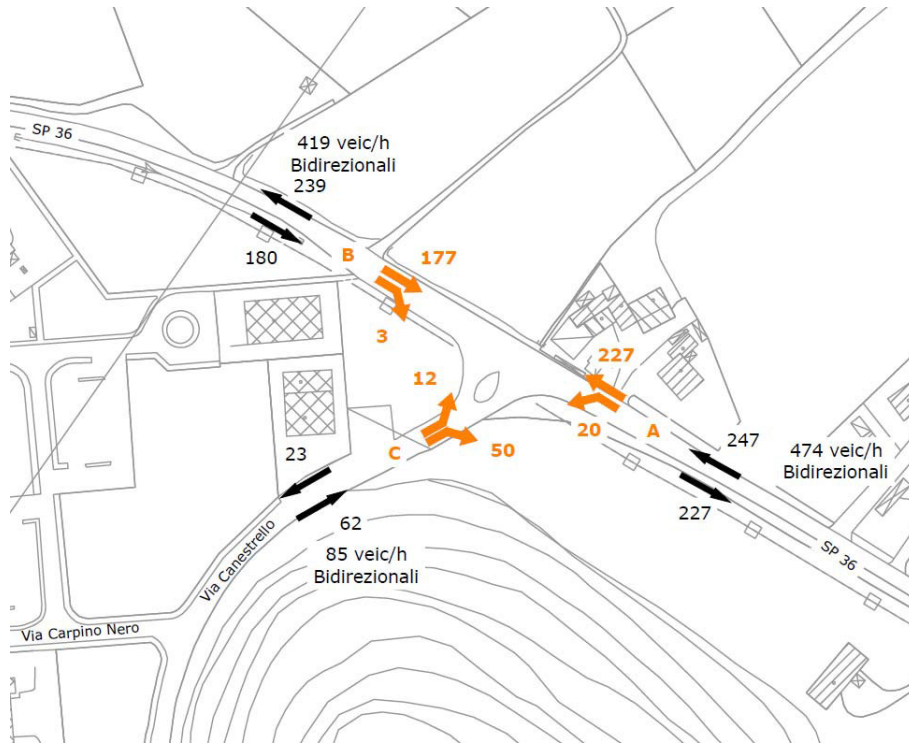 SP 36
419 veic/h
Bidirezionali
239
180
B
177
3
227
12
20
A
247
474 veic/h
Bidirezionali
C
50
23
227
62
SP 36
85 veic/h
Bidirezionali
Via Canestrello
Via Carpino Nero